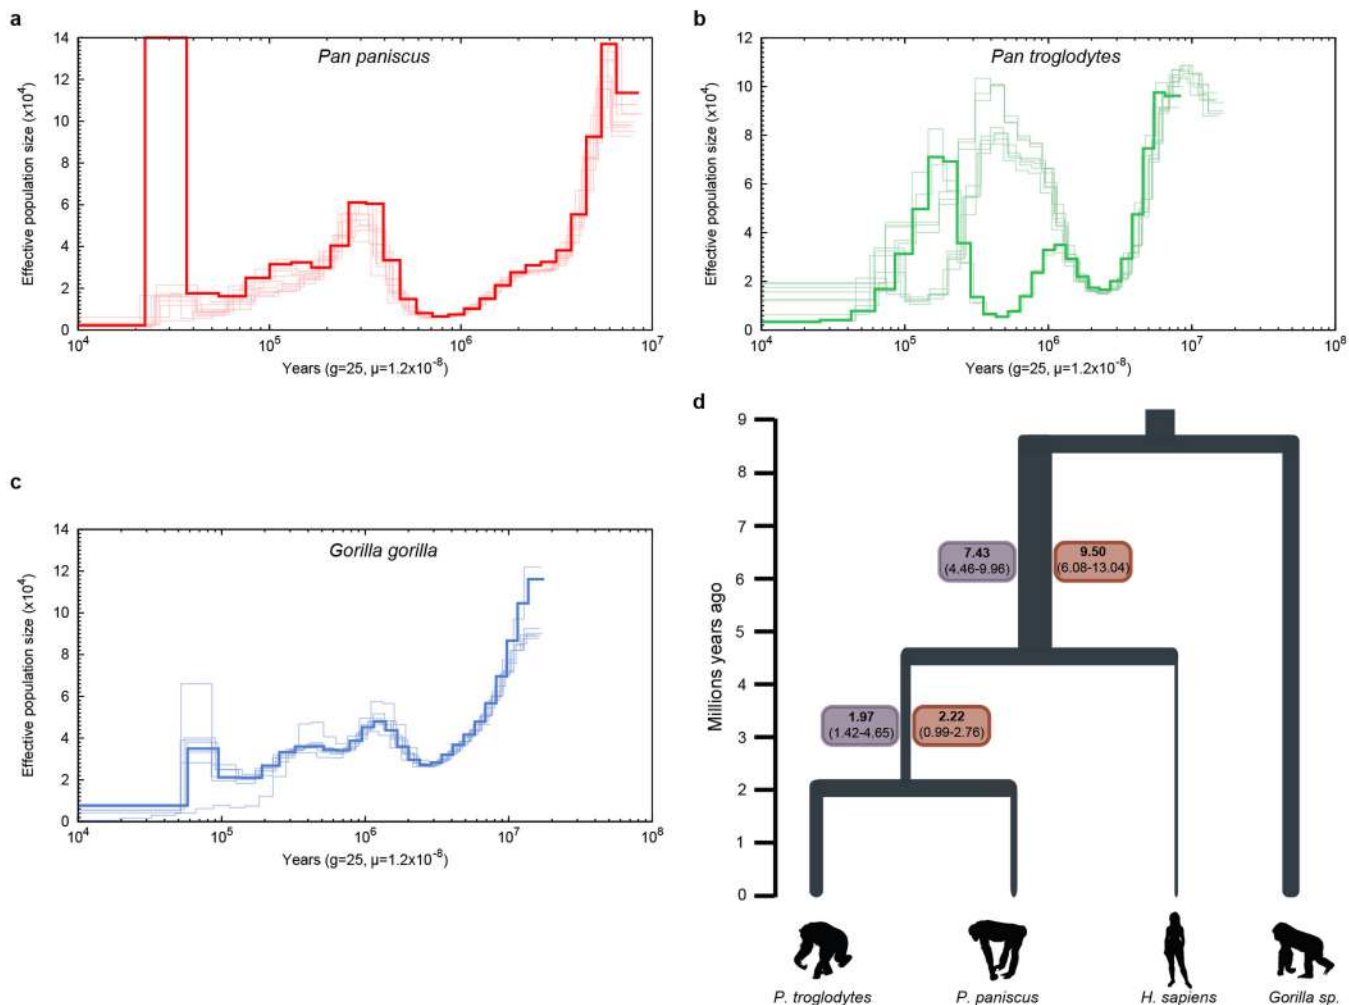 a
Pan paniscus
Effective population size (x10⁴)
14
12
10
8
6
4
2
0
10⁴ 10⁵ 10⁶ 10⁷
Years (g=25, μ=1.2x10⁻⁸)
b
Pan troglodytes
Effective population size (x10⁴)
12
10
8
6
4
2
0
10⁴ 10⁵ 10⁶ 10⁷ 10⁸
Years (g=25, μ=1.2x10⁻⁸)
c
Gorilla gorilla
Effective population size (x10⁴)
14
12
10
8
6
4
2
0
10⁴ 10⁵ 10⁶ 10⁷ 10⁸
Years (g=25, μ=1.2x10⁻⁸)
d
Millions years ago
9
8
7
6
5
4
3
2
1
0
7.43
(4.46-9.96)
9.50
(6.08-13.04)
1.97
(1.42-4.65)
2.22
(0.99-2.76)
P. troglodytes P. paniscus H. sapiens Gorilla sp.